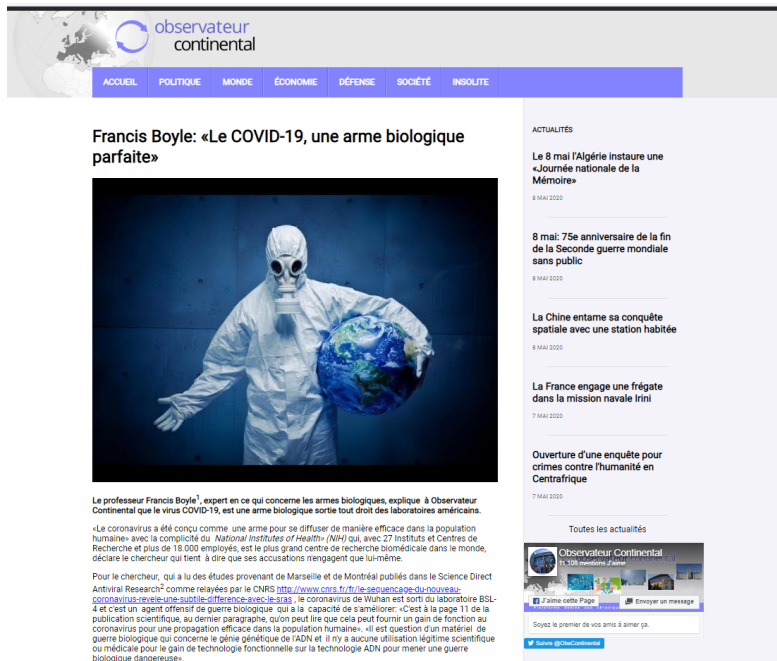 observateur
continental
ACCUEIL POLITIQUE MONDE ÉCONOMIE DÉFENSE SOCIÉTÉ INSOLITE
Francis Boyle: «Le COVID-19, une arme biologique
parfaite»
Le professeur Francis Boyle1, expert en ce qui concerne les armes biologiques, explique à Observateur
Continental que le virus COVID-19, est une arme biologique sortie tout droit des laboratoires américains.
«Le coronavirus a été conçu comme une arme pour se diffuser de manière efficace dans la population
humaine» avec la complicité du National Institutes of Health» (NIH) qui, avec 27 Instituts et Centres de
Recherche et plus de 18.000 employés, est le plus grand centre de recherche biomédicale dans le monde,
déclare le chercheur qui tient à dire que ses accusations n'engagent que lui-même.
Pour le chercheur, qui a lu des études provenant de Marseille et de Montréal publiés dans le Science Direct
Antiviral Research2 comme relayées par le CNRS http://www.cnrs.fr/fr/le-sequencage-du-nouveau-
coronavirus-revele-une-subtile-difference-avec-le-sras , le coronavirus de Wuhan est sorti du laboratoire BSL-
4 et c'est un agent offensif de guerre biologique qui a la capacité de s'améliorer: «C'est à la page 11 de la
publication scientifique, au dernier paragraphe, qu'on peut lire que cela peut fournir un gain de fonction au
coronavirus pour une propagation efficace dans la population humaine». «Il est question d'un matériel de
guerre biologique qui concerne le génie génétique de l'ADN et il n'y a aucune utilisation légitime scientifique
ou médicale pour le gain de technologie fonctionnelle sur la technologie ADN pour mener une guerre
biologique dangereuse».
ACTUALITÉS
Le 8 mai l'Algérie instaure une
«Journée nationale de la
Mémoire»
8 MAI 2020
8 mai: 75e anniversaire de la fin
de la Seconde guerre mondiale
sans public
8 MAI 2020
La Chine entame sa conquête
spatiale avec une station habitée
8 MAI 2020
La France engage une frégate
dans la mission navale Irini
7 MAI 2020
Ouverture d'une enquête pour
crimes contre l'humanité en
Centrafrique
7 MAI 2020
Toutes les actualités
Observateur Continental
11.108 mentions J'aime
J'aime cette Page Envoyer un message
Soyez le premier de vos amis à aimer ça.
Suivre @ObsContinental